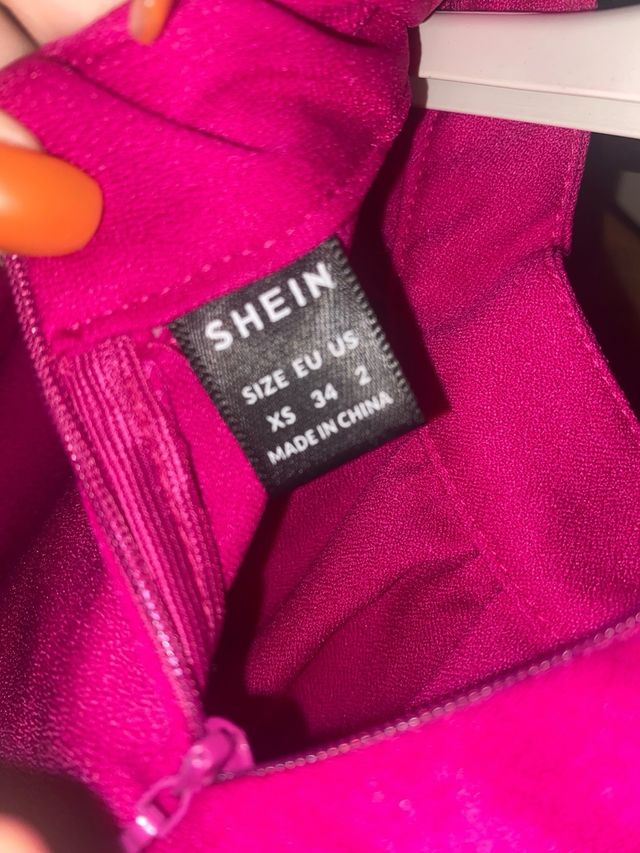 SHEIN
SIZE EU US
XS 34 2
MADE IN CHINA